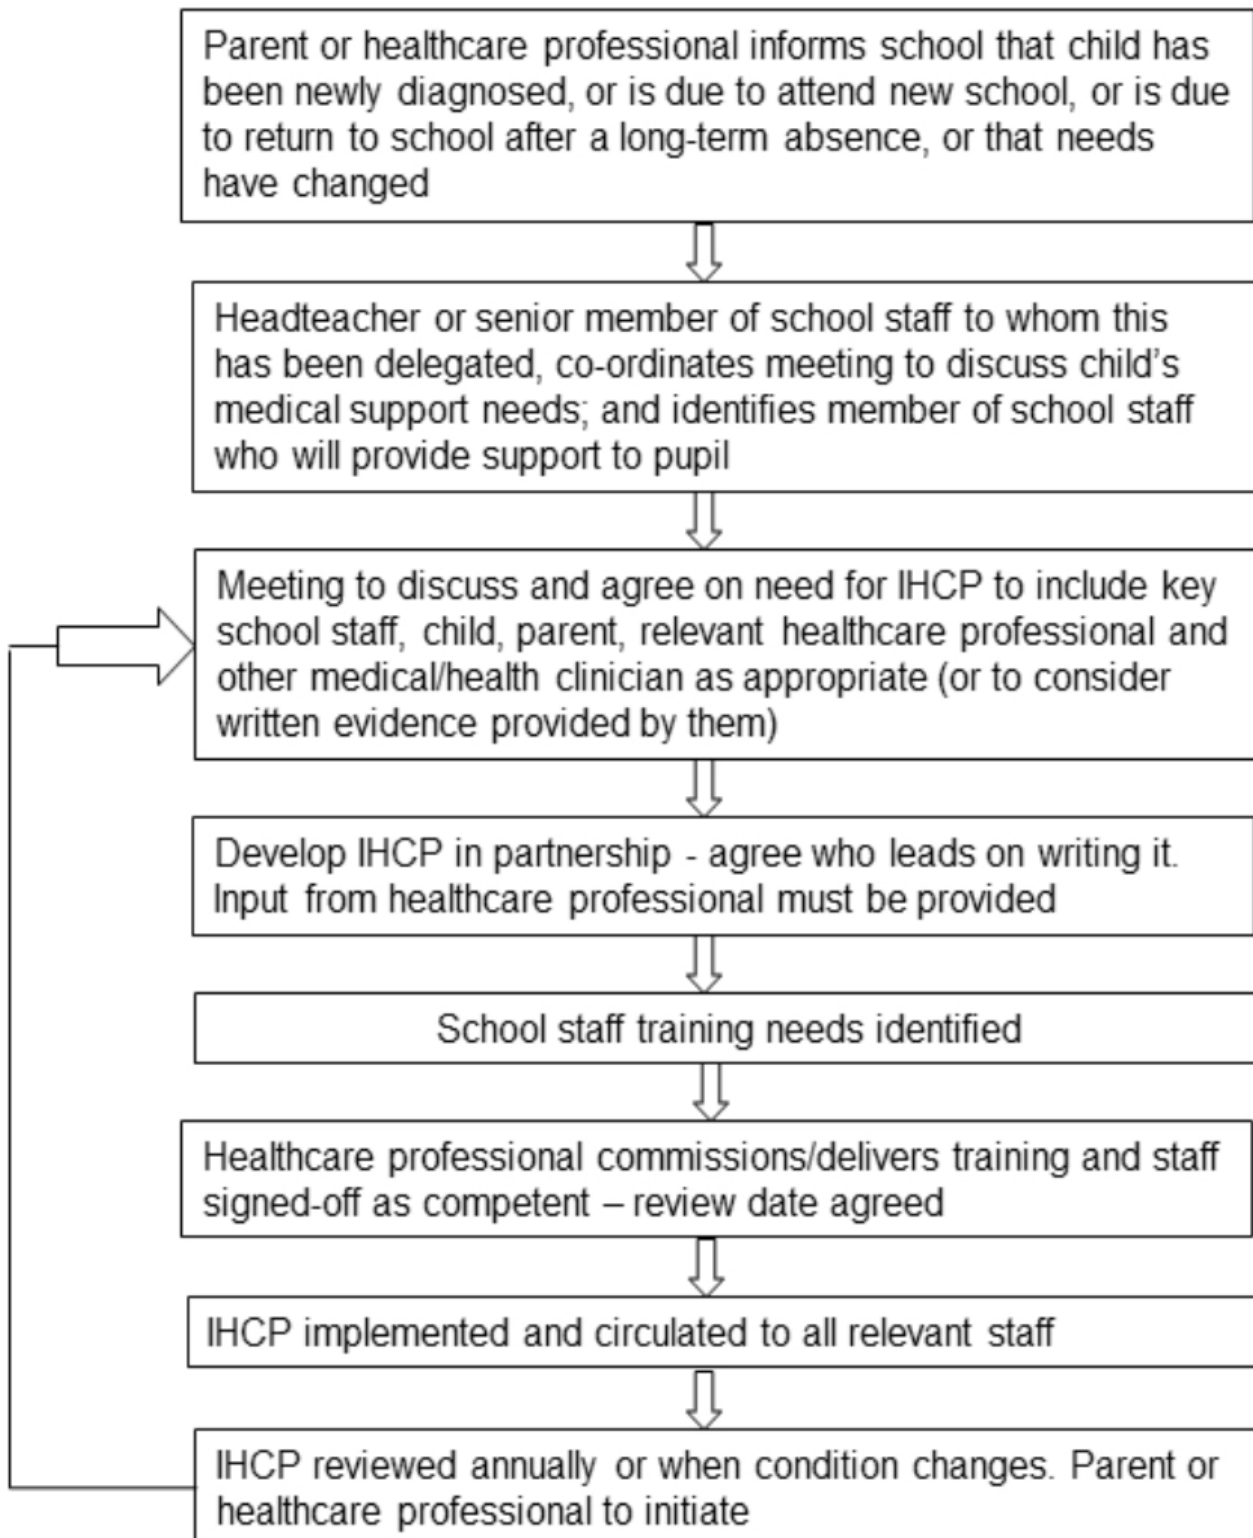 Parent or healthcare professional informs school that child has
been newly diagnosed, or is due to attend new school, or is due
to return to school after a long-term absence, or that needs
have changed
Headteacher or senior member of school staff to whom this
has been delegated, co-ordinates meeting to discuss child's
medical support needs; and identifies member of school staff
who will provide support to pupil
Meeting to discuss and agree on need for IHCP to include key
school staff, child, parent, relevant healthcare professional and
other medical/health clinician as appropriate (or to consider
written evidence provided by them)
Develop IHCP in partnership - agree who leads on writing it.
Input from healthcare professional must be provided
School staff training needs identified
Healthcare professional commissions/delivers training and staff
signed-off as competent – review date agreed
IHCP implemented and circulated to all relevant staff
IHCP reviewed annually or when condition changes. Parent or
healthcare professional to initiate